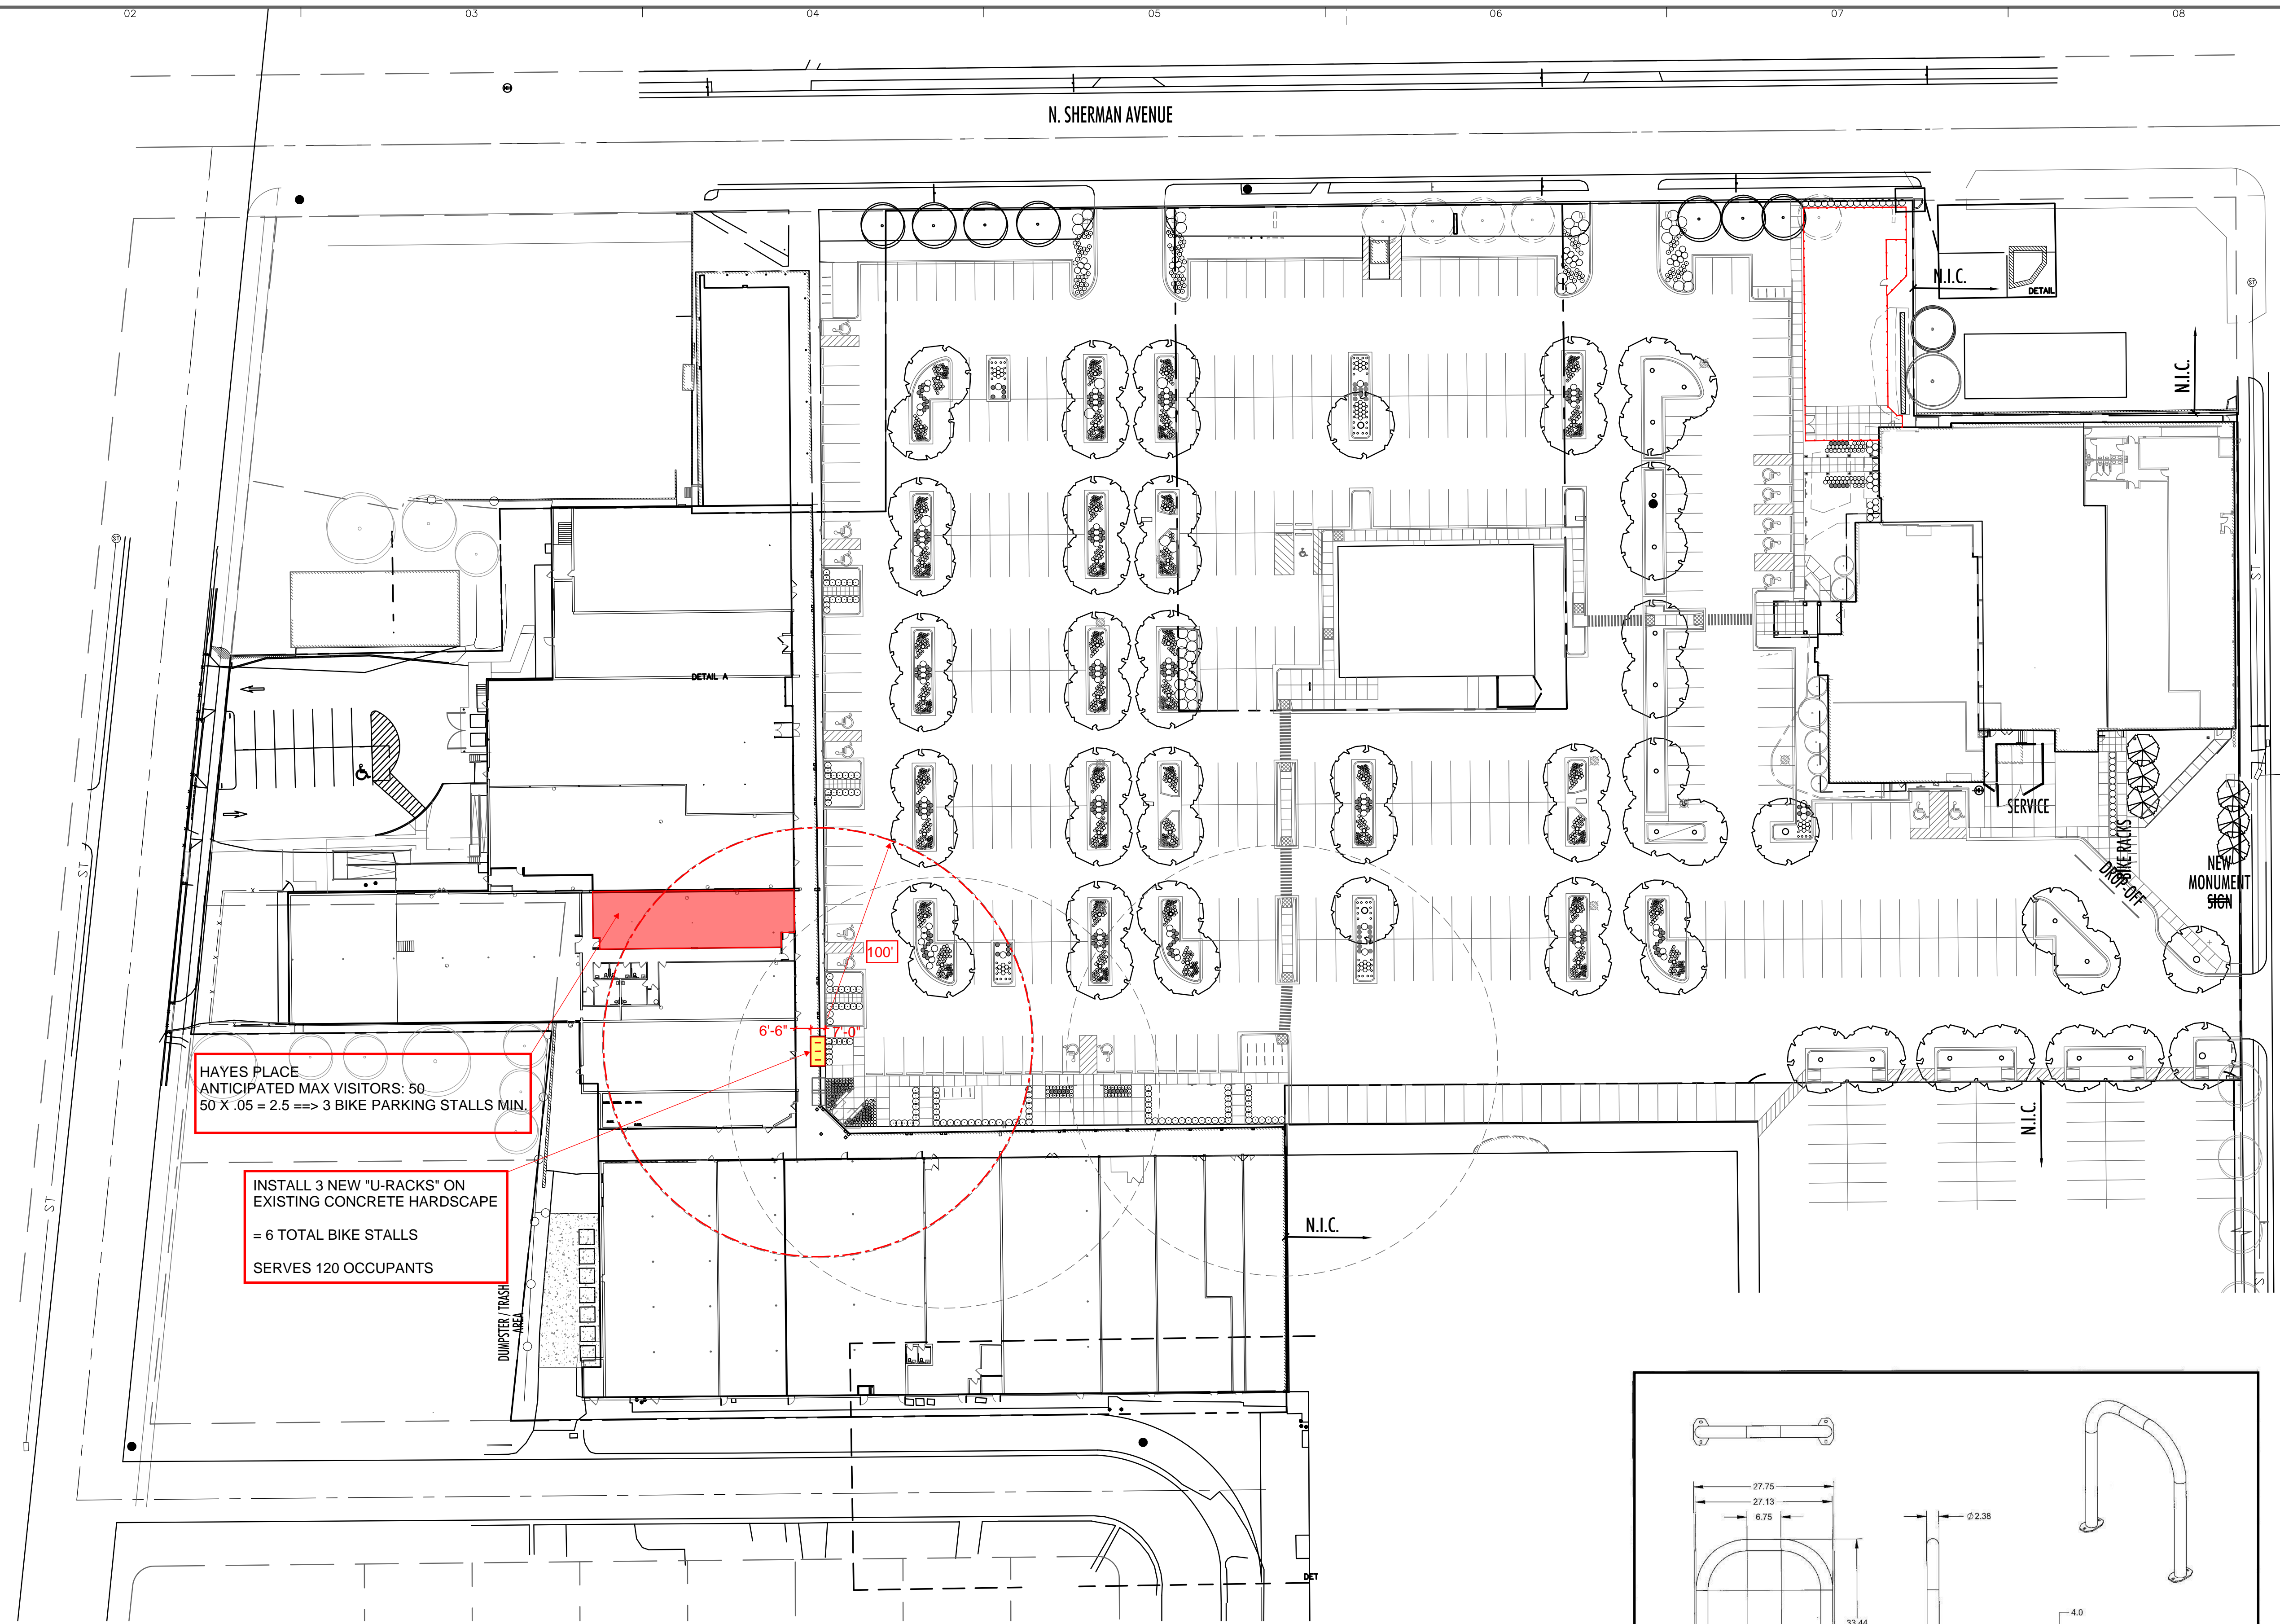 02
03
04
05
06
07
08
N. SHERMAN AVENUE
N.I.C.
DETAIL
ST
N.I.C.
ST
DETAIL A
ST
SERVICE
BIKE RACKS
DROP-OFF
NEW
MONUMENT
SIGN
ST
100'
6'-6"
7'-0"
HAYES PLACE
ANTICIPATED MAX VISITORS: 50
50 X .05 = 2.5 ==> 3 BIKE PARKING STALLS MIN.
N.I.C.
INSTALL 3 NEW "U-RACKS" ON
EXISTING CONCRETE HARDSCAPE
= 6 TOTAL BIKE STALLS
SERVES 120 OCCUPANTS
ST
N.I.C.
ST
DUMPSTER / TRASH
AREA
27.75
27.13
6.75
Ø2.38
DET
4.0
33.44